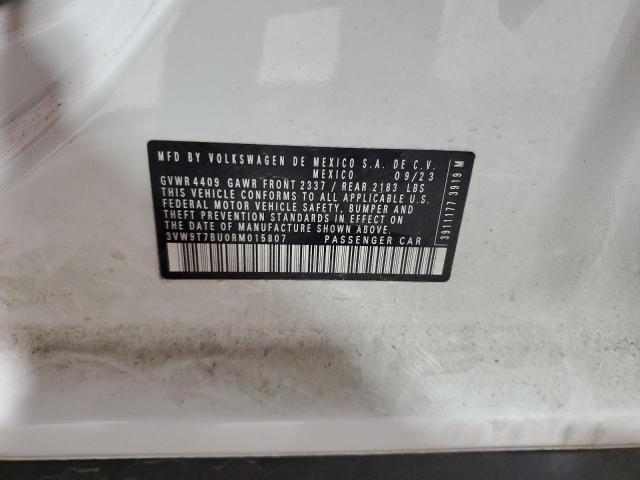 MFD BY VOLKSWAGEN DE MEXICO S.A. DE C.V.
MEXICO 09/23
GVWR4409 GAWR FRONT 2337 / REAR 2183 LBS
THIS VEHICLE CONFORMS TO ALL APPLICABLE U.S.
FEDERAL MOTOR VEHICLE SAFETY, BUMPER AND
THEFT PREVENTION STANDARDS IN EFFECT ON
THE DATE OF MANUFACTURE SHOWN ABOVE.
3VW9T7BU0RM015807 PASSENGER CAR
3911177 3919 M